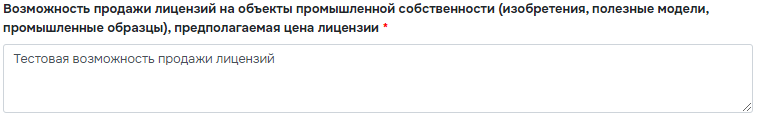 Возможность продажи лицензий на объекты промышленной собственности (изобретения, полезные модели,
промышленные образцы), предполагаемая цена лицензии *
Тестовая возможность продажи лицензий